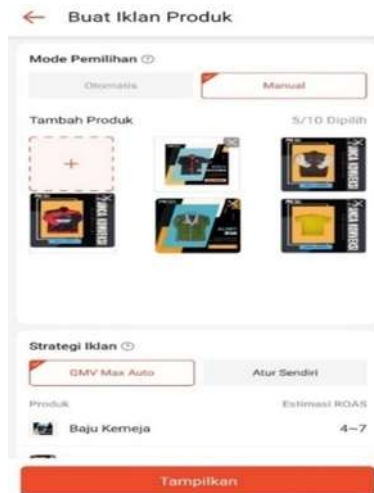 Buat Iklan Produk
Mode Pemilihan
Otomatis
Manual
Tambah Produk
5/10 Dipilih
Strategi Iklan
GMV Max Auto
Atur Sendiri
Produk
Estimasi ROAS
Baju Kemeja
4~7
Tampilkan